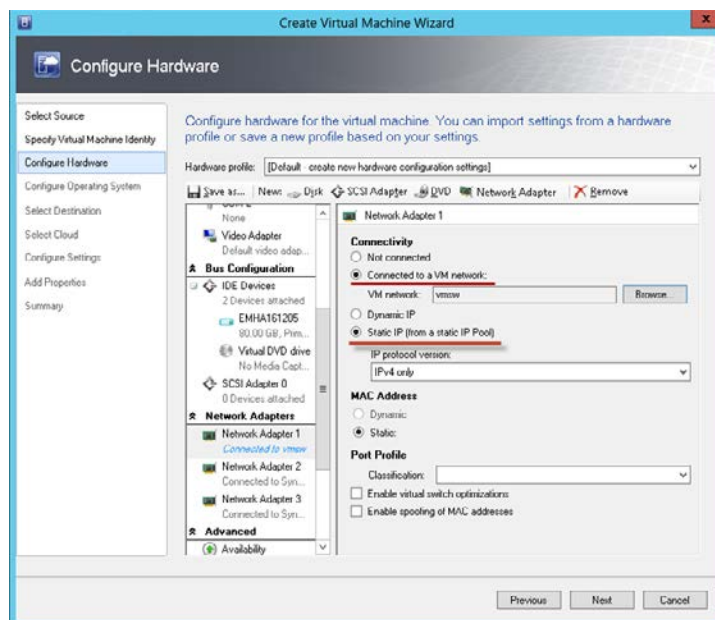 Create Virtual Machine Wizard
x
Configure Hardware
Select Source
Specify Virtual Machine Identity
Configure Hardware
Configure Operating System
Select Destination
Select Cloud
Configure Settings
Add Properties
Summary
Configure hardware for the virtual machine. You can import settings from a hardware
profile or save a new profile based on your settings.
Hardware profile: [Default - create new hardware configuration settings]
Save as... New: Disk SCSI Adapter DVD Network Adapter Remove
None
Video Adapter
Default video adap...
Bus Configuration
IDE Devices
2 Devices attached
EMHA161205
80.00 GB, Prim...
Virtual DVD drive
No Media Capt...
SCSI Adapter 0
0 Devices attached
Network Adapters
Network Adapter 1
Connected to vmsw
Network Adapter 2
Connected to Syn...
Network Adapter 3
Connected to Syn...
Advanced
Availability
Network Adapter 1
Connectivity
Not connected
Connected to a VM network:
VM network: vmsw Browse...
Dynamic IP
Static IP (from a static IP Pool)
IP protocol version:
IPv4 only
MAC Address
Dynamic
Static:
Port Profile
Classification:
Enable virtual switch optimizations
Enable spoofing of MAC addresses
Previous Next Cancel